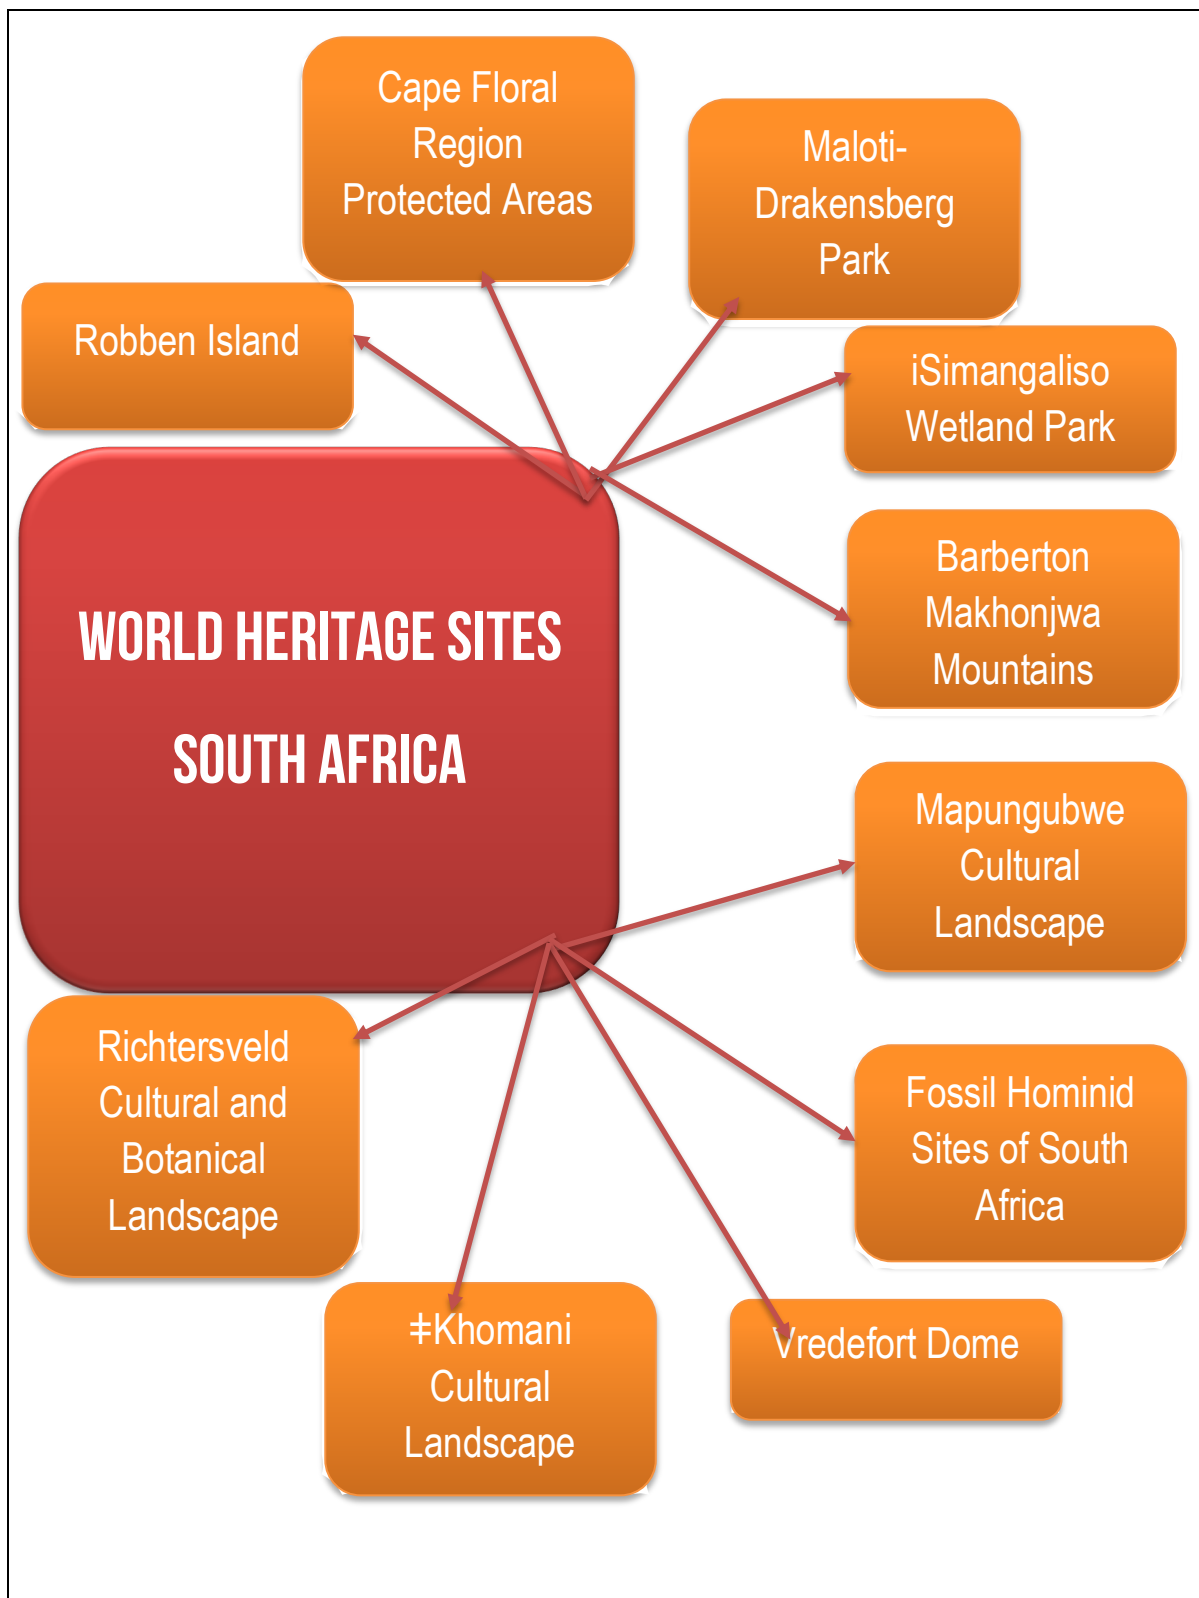 Cape Floral
Region
Protected Areas
Maloti-
Drakensberg
Park
Robben Island
iSimangaliso
Wetland Park
WORLD HERITAGE SITES
SOUTH AFRICA
Barberton
Makhonjwa
Mountains
Mapungubwe
Cultural
Landscape
Richtersveld
Cultural and
Botanical
Landscape
Fossil Hominid
Sites of South
Africa
ǂKhomani
Cultural
Landscape
Vredefort Dome